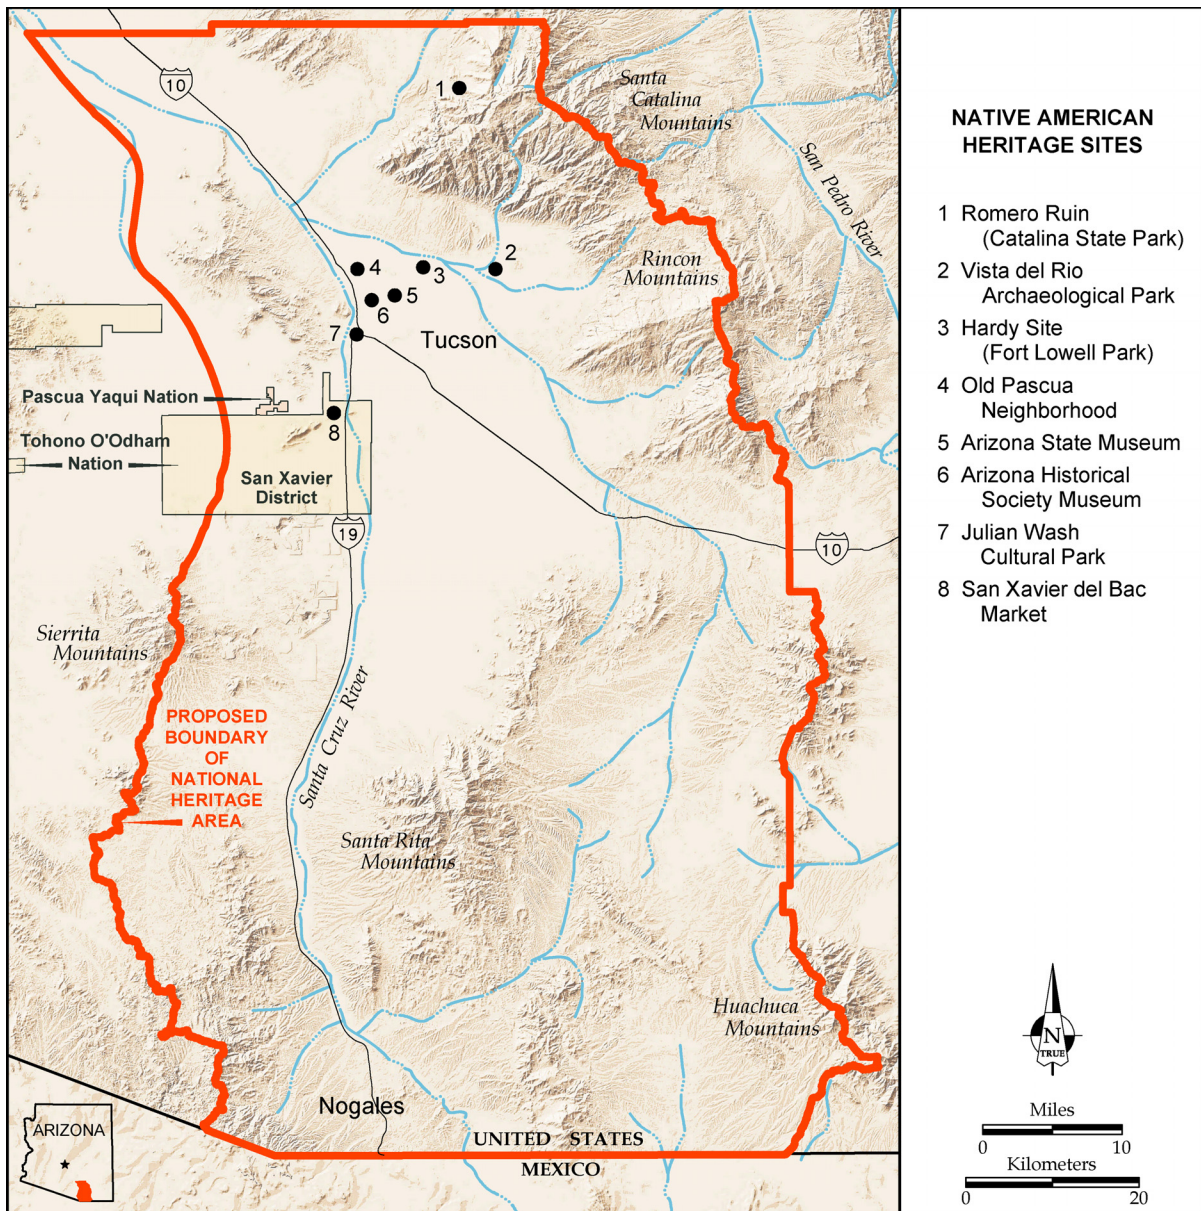 10
1
Santa
Catalina
Mountains
San Pedro River
2
Rincon
Mountains
4
3
5
6
7
Tucson
Pascua Yaqui Nation
8
Tohono O'Odham
Nation
San Xavier
District
19
10
Sierrita
Mountains
Santa Cruz River
PROPOSED
BOUNDARY
OF
NATIONAL
HERITAGE
AREA
Santa Rita
Mountains
Huachuca
Mountains
Nogales
UNITED STATES
MEXICO
ARIZONA
NATIVE AMERICAN
HERITAGE SITES
1 Romero Ruin
(Catalina State Park)
2 Vista del Rio
Archaeological Park
3 Hardy Site
(Fort Lowell Park)
4 Old Pascua
Neighborhood
5 Arizona State Museum
6 Arizona Historical
Society Museum
7 Julian Wash
Cultural Park
8 San Xavier del Bac
Market
N
TRUE
Miles
0 10
Kilometers
0 20